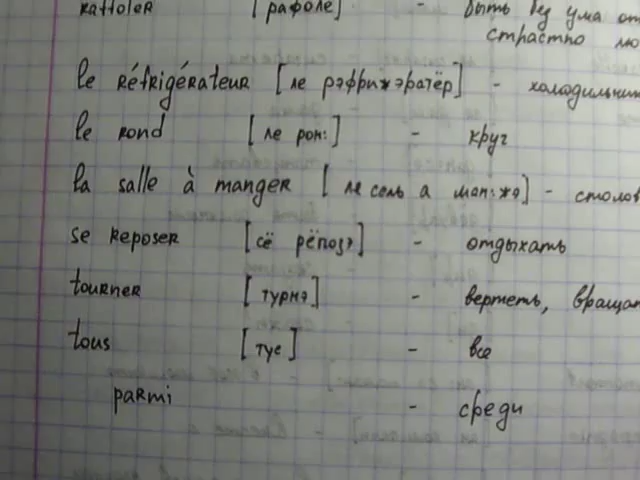 raffoler [рафоле] - быть без ума от
страстно лю
le réfrigérateur [ле рэфрижэратёр] - холодильник
le rond [ле рон:] - круг
la salle à manger [ля саль а ман:жэ] - столов
se reposer [сё рёпозэ] - отдыхать
tourner [турнэ] - вертеть, вращат
tous [тус] - все
parmi - среди